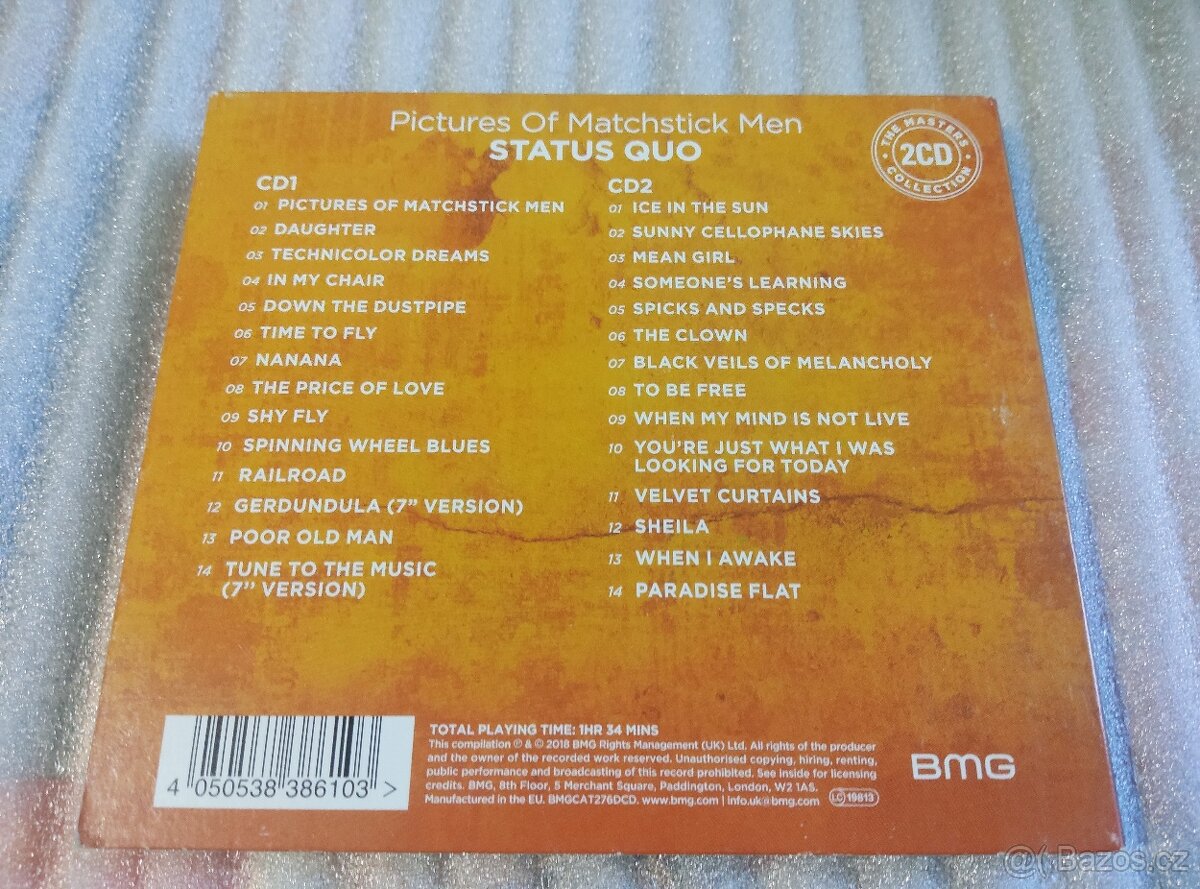 Pictures Of Matchstick Men
STATUS QUO
THE MASTERS
2CD
COLLECTION
CD1
01 PICTURES OF MATCHSTICK MEN
02 DAUGHTER
03 TECHNICOLOR DREAMS
04 IN MY CHAIR
05 DOWN THE DUSTPIPE
06 TIME TO FLY
07 NANANA
08 THE PRICE OF LOVE
09 SHY FLY
10 SPINNING WHEEL BLUES
11 RAILROAD
12 GERDUNDULA (7" VERSION)
13 POOR OLD MAN
14 TUNE TO THE MUSIC
(7" VERSION)
CD2
01 ICE IN THE SUN
02 SUNNY CELLOPHANE SKIES
03 MEAN GIRL
04 SOMEONE'S LEARNING
05 SPICKS AND SPECKS
06 THE CLOWN
07 BLACK VEILS OF MELANCHOLY
08 TO BE FREE
09 WHEN MY MIND IS NOT LIVE
10 YOU'RE JUST WHAT I WAS
LOOKING FOR TODAY
11 VELVET CURTAINS
12 SHEILA
13 WHEN I AWAKE
14 PARADISE FLAT
4 050538 386103 >
TOTAL PLAYING TIME: 1HR 34 MINS
This compilation ℗ & © 2018 BMG Rights Management (UK) Ltd. All rights of the producer
and the owner of the recorded work reserved. Unauthorised copying, hiring, renting,
public performance and broadcasting of this record prohibited. See inside for licensing
credits. BMG, 8th Floor, 5 Merchant Square, Paddington, London, W2 1AS.
Manufactured in the EU. BMGCAT276DCD. www.bmg.com | info.uk@bmg.com LC 19813
BMG
@( Bazos.cz